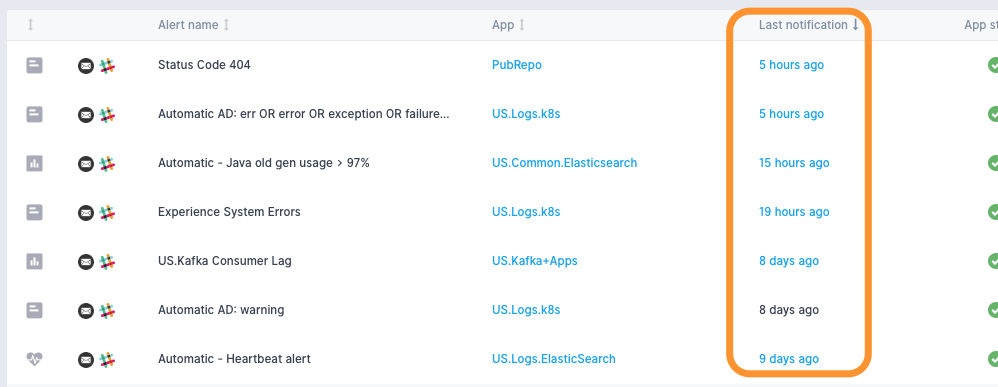 Alert name App Last notification App st
Status Code 404 PubRepo 5 hours ago
Automatic AD: err OR error OR exception OR failure... US.Logs.k8s 5 hours ago
Automatic - Java old gen usage > 97% US.Common.Elasticsearch 15 hours ago
Experience System Errors US.Logs.k8s 19 hours ago
US.Kafka Consumer Lag US.Kafka+Apps 8 days ago
Automatic AD: warning US.Logs.k8s 8 days ago
Automatic - Heartbeat alert US.Logs.ElasticSearch 9 days ago